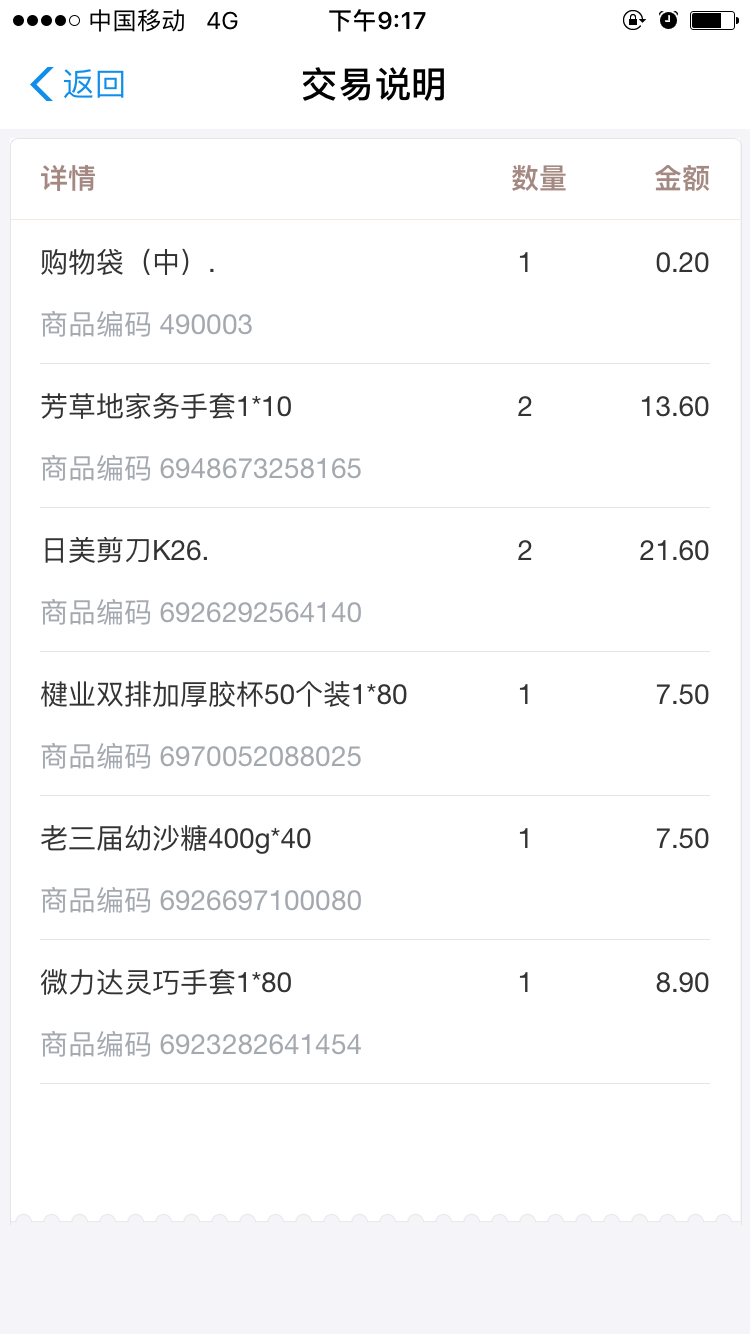 中国移动 4G 下午9:17
返回 交易说明
详情 数量 金额
购物袋（中）. 1 0.20
商品编码 490003
芳草地家务手套1*10 2 13.60
商品编码 6948673258165
日美剪刀K26. 2 21.60
商品编码 6926292564140
楗业双排加厚胶杯50个装1*80 1 7.50
商品编码 6970052088025
老三届幼沙糖400g*40 1 7.50
商品编码 6926697100080
微力达灵巧手套1*80 1 8.90
商品编码 6923282641454